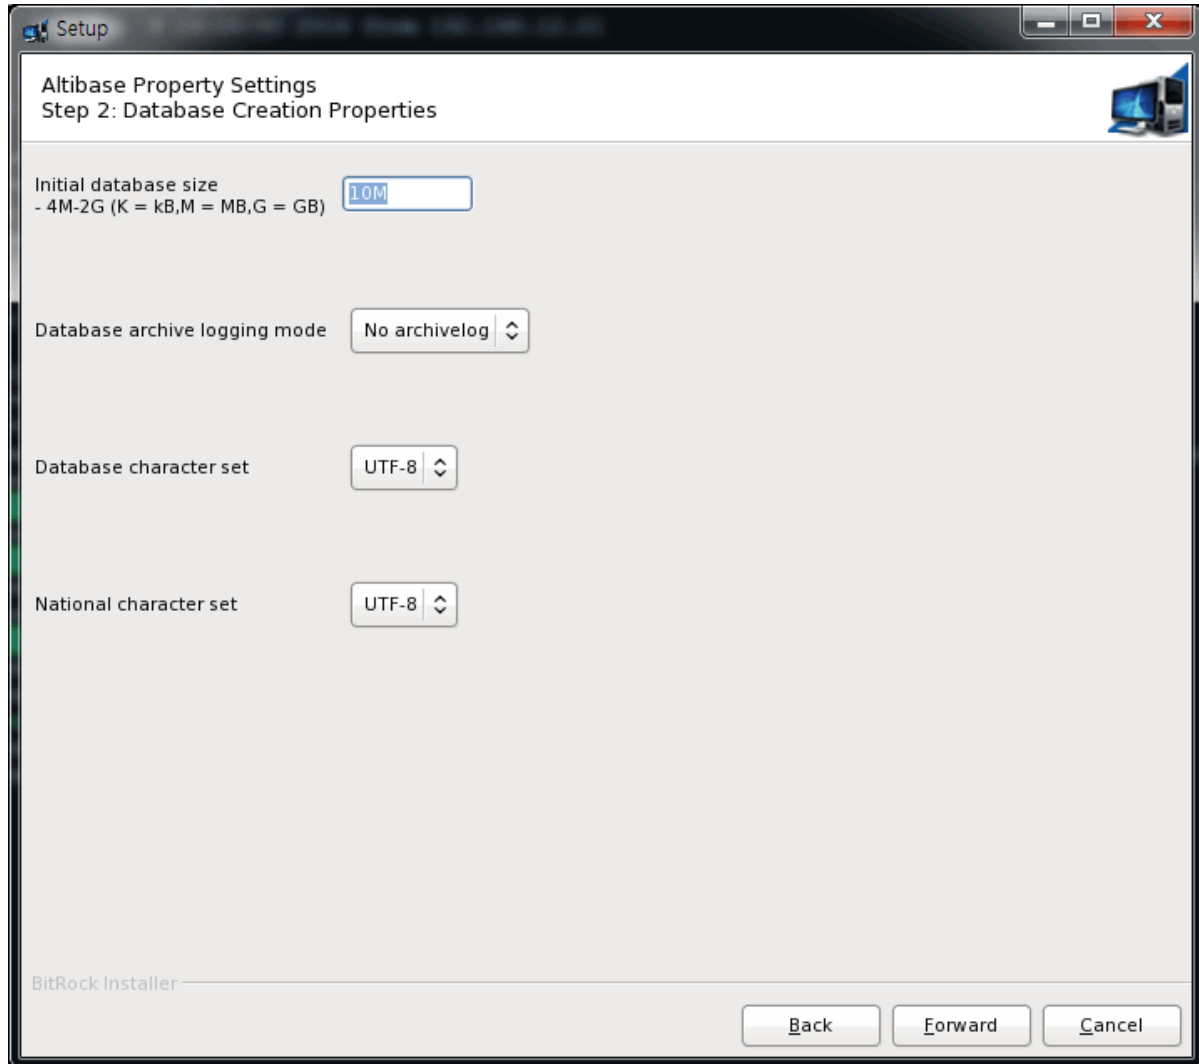 Setup
Altibase Property Settings
Step 2: Database Creation Properties
Initial database size
- 4M-2G (K = kB,M = MB,G = GB)
10M
Database archive logging mode
No archivelog
Database character set
UTF-8
National character set
UTF-8
BitRock Installer
Back
Forward
Cancel